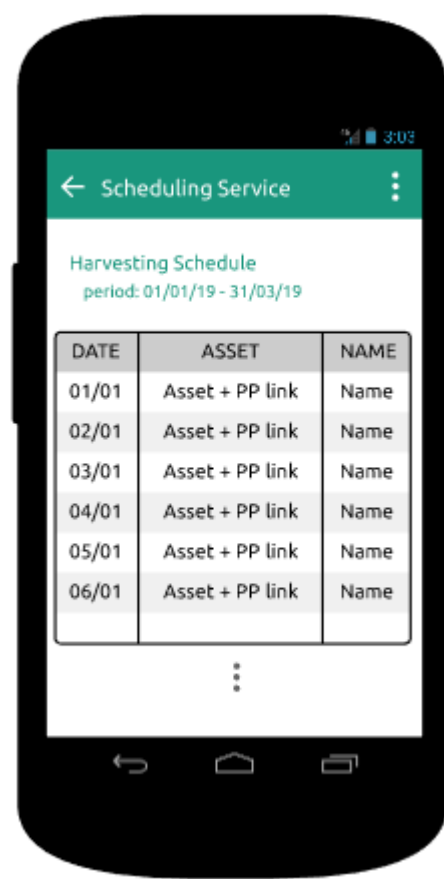 3:03
Scheduling Service
Harvesting Schedule
period: 01/01/19 - 31/03/19
DATE ASSET NAME
01/01 Asset + PP link Name
02/01 Asset + PP link Name
03/01 Asset + PP link Name
04/01 Asset + PP link Name
05/01 Asset + PP link Name
06/01 Asset + PP link Name